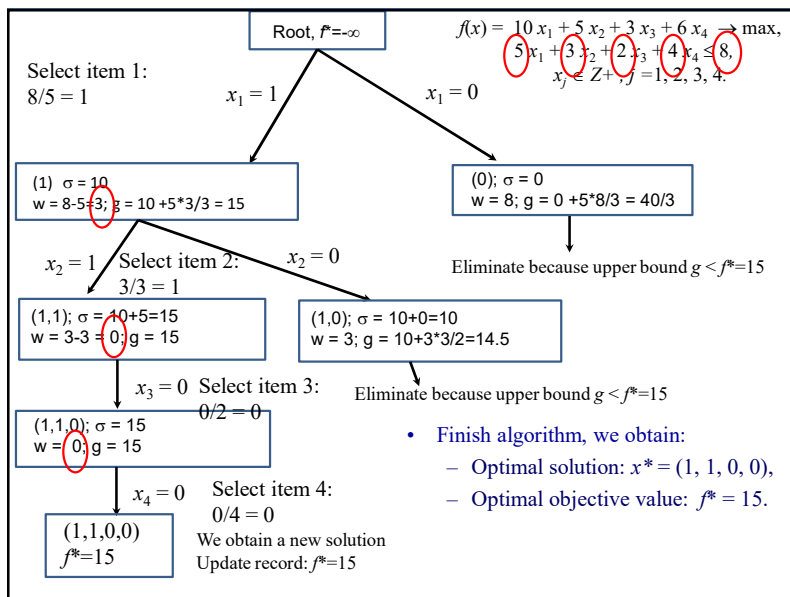 Root, f*=-∞
f(x) = 10 x₁ + 5 x₂ + 3 x₃ + 6 x₄ → max,
5 x₁ + 3 x₂ + 2 x₃ + 4 x₄ ≤ 8,
xⱼ ∈ Z+ , j =1, 2, 3, 4.
Select item 1:
8/5 = 1
x₁ = 1
x₁ = 0
(1) σ = 10
w = 8-5=3; g = 10 +5*3/3 = 15
(0); σ = 0
w = 8; g = 0 +5*8/3 = 40/3
x₂ = 1
Select item 2:
3/3 = 1
x₂ = 0
Eliminate because upper bound g < f*=15
(1,1); σ = 10+5=15
w = 3-3 = 0; g = 15
(1,0); σ = 10+0=10
w = 3; g = 10+3*3/2=14.5
x₃ = 0
Select item 3:
0/2 = 0
Eliminate because upper bound g < f*=15
(1,1,0); σ = 15
w = 0; g = 15
• Finish algorithm, we obtain:
– Optimal solution: x* = (1, 1, 0, 0),
– Optimal objective value: f* = 15.
x₄ = 0
Select item 4:
0/4 = 0
(1,1,0,0)
f*=15
We obtain a new solution
Update record: f*=15